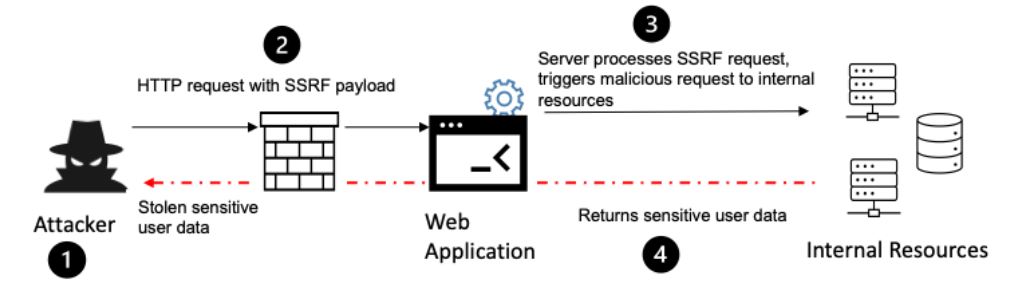 2
HTTP request with SSRF payload
3
Server processes SSRF request,
triggers malicious request to internal
resources
Attacker
1
Stolen sensitive
user data
Web
Application
Returns sensitive user data
4
Internal Resources